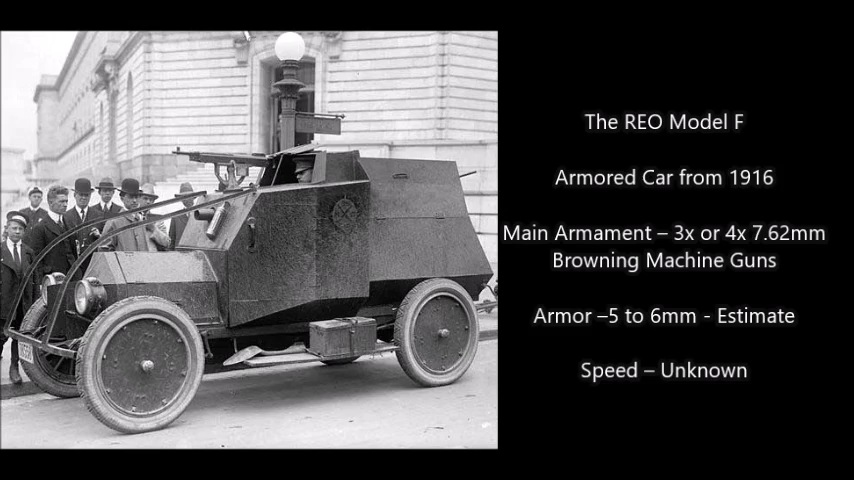 The REO Model F
Armored Car from 1916
Main Armament – 3x or 4x 7.62mm
Browning Machine Guns
Armor –5 to 6mm - Estimate
Speed – Unknown